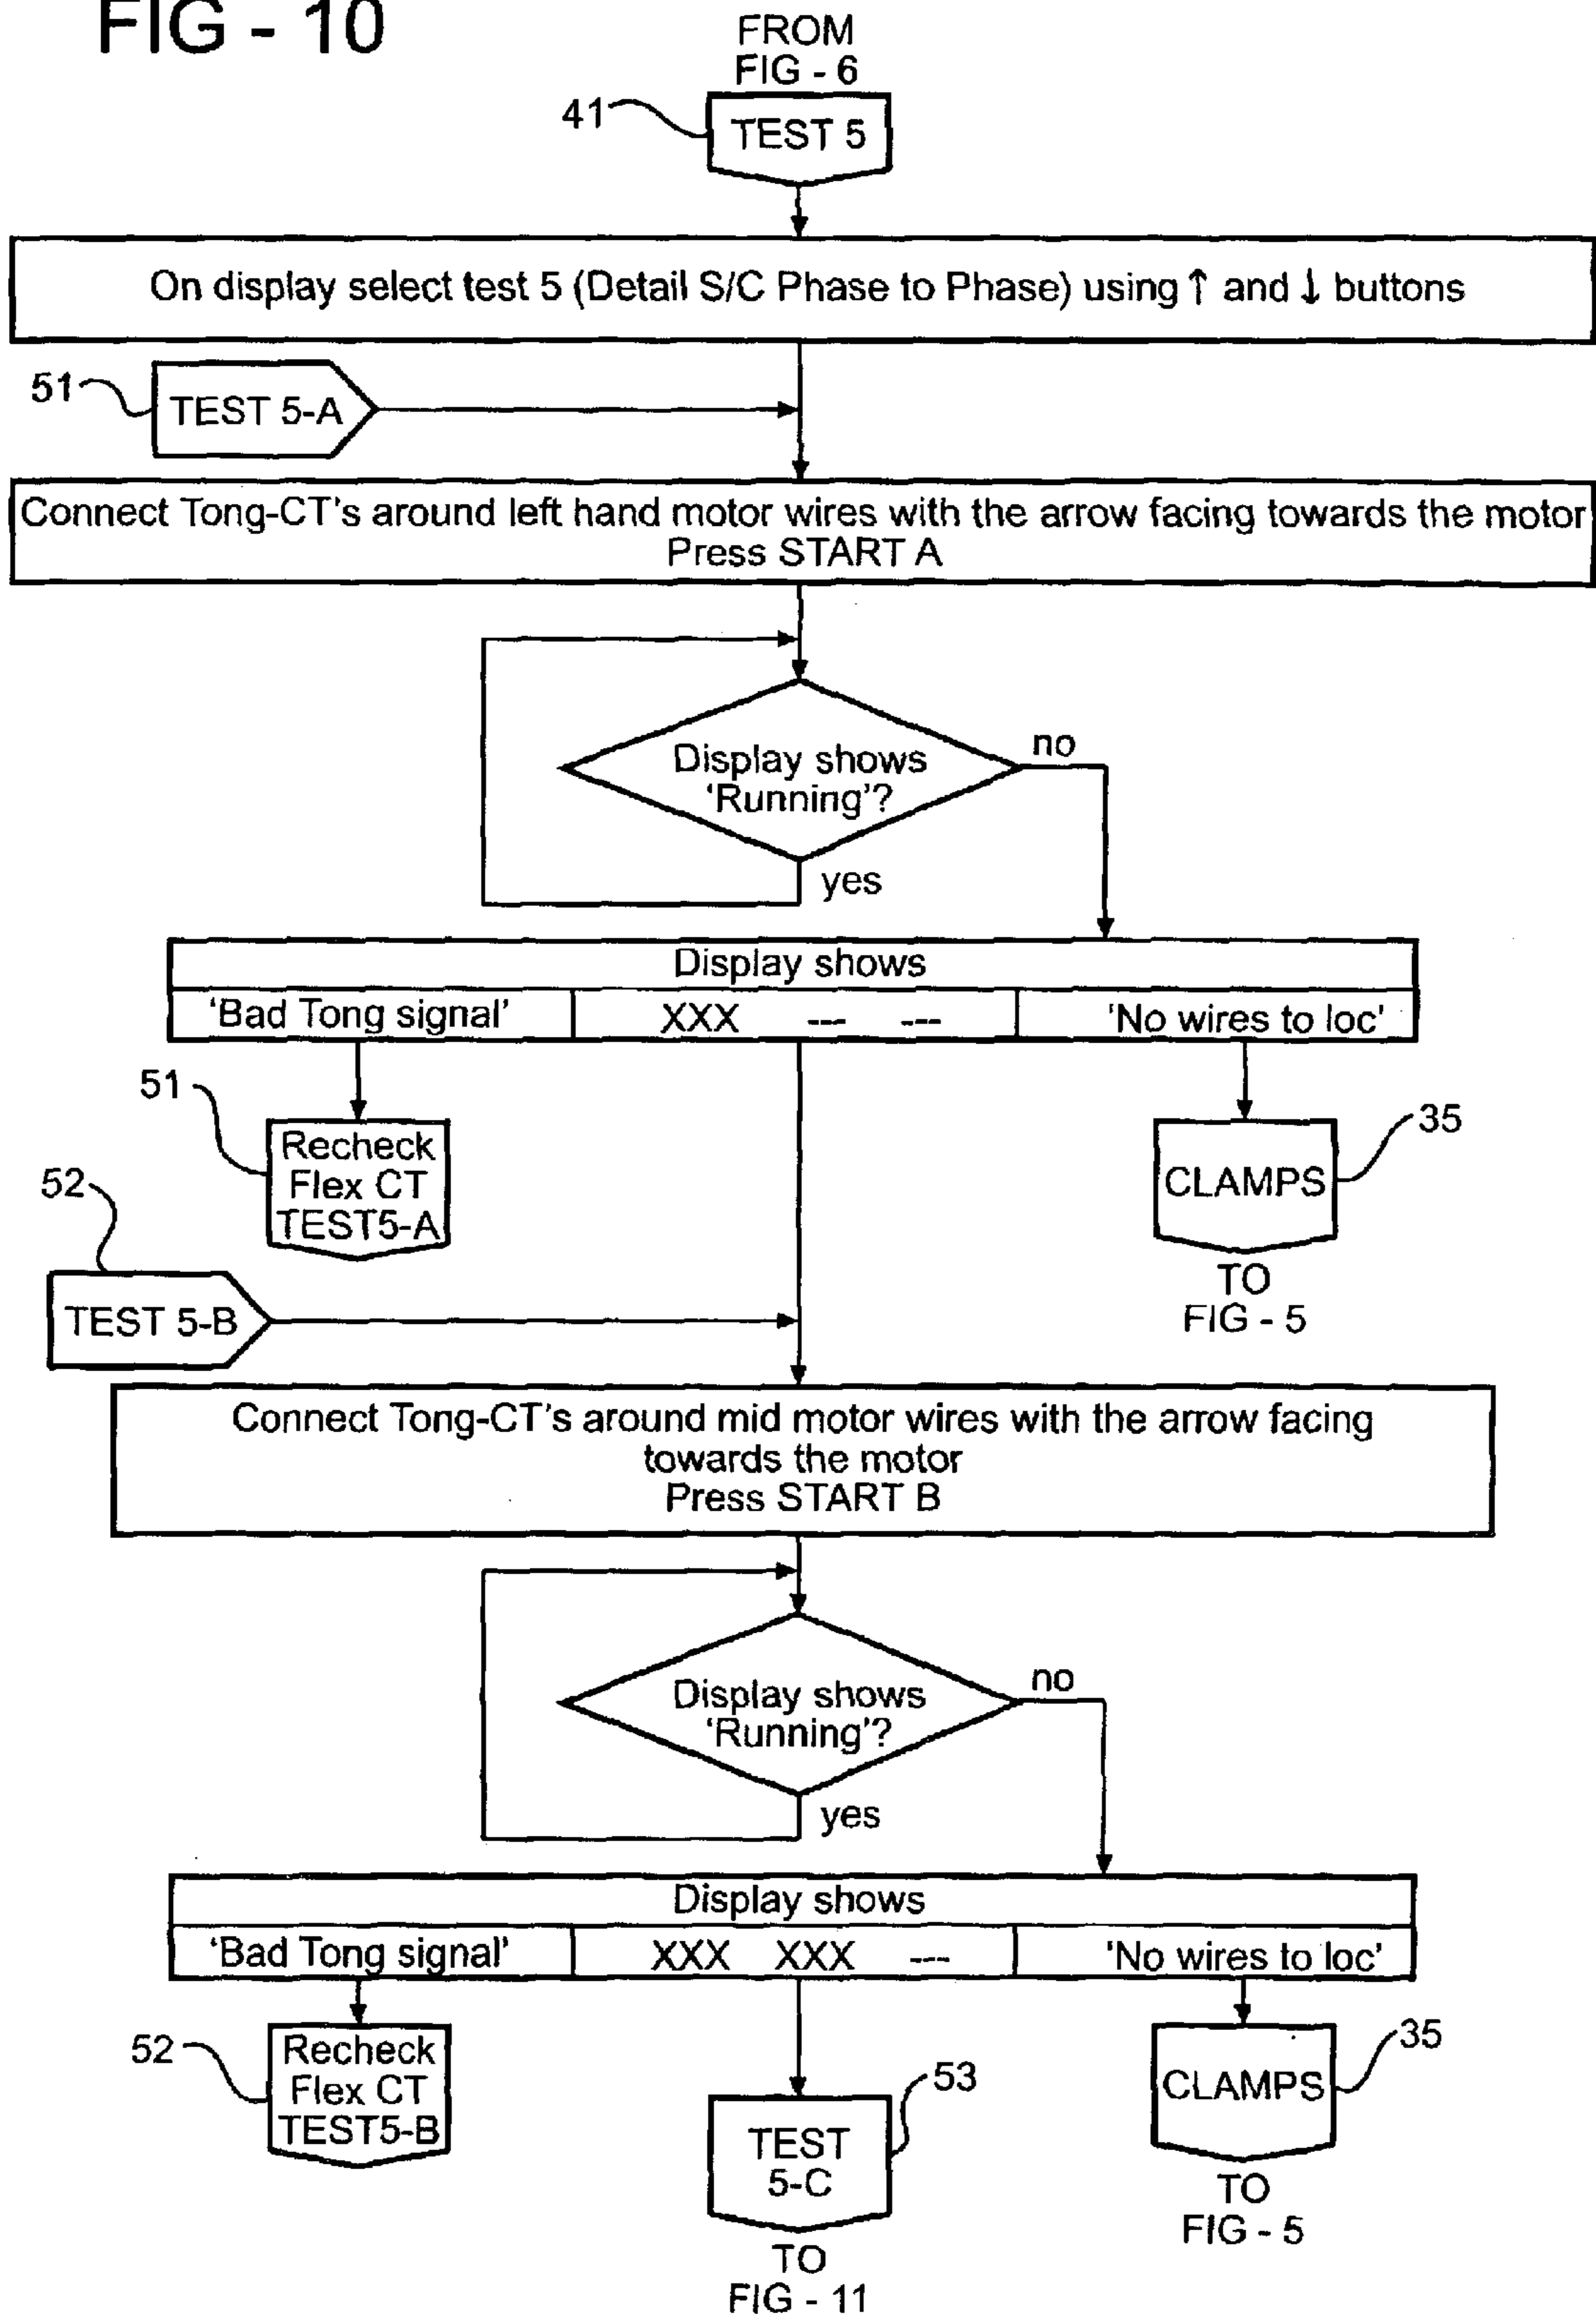 FIG - 10
FROM
FIG - 6
41
TEST 5
On display select test 5 (Detail S/C Phase to Phase) using ↑ and ↓ buttons
51
TEST 5-A
Connect Tong-CT's around left hand motor wires with the arrow facing towards the motor
Press START A
Display shows
'Running'?
no
yes
Display shows
'Bad Tong signal'
XXX --- ---
'No wires to loc'
51
Recheck
Flex CT
TEST5-A
35
CLAMPS
TO
FIG - 5
52
TEST 5-B
Connect Tong-CT's around mid motor wires with the arrow facing
towards the motor
Press START B
Display shows
'Running'?
no
yes
Display shows
'Bad Tong signal'
XXX XXX ---
'No wires to loc'
52
Recheck
Flex CT
TEST5-B
53
TEST
5-C
TO
FIG - 11
35
CLAMPS
TO
FIG - 5